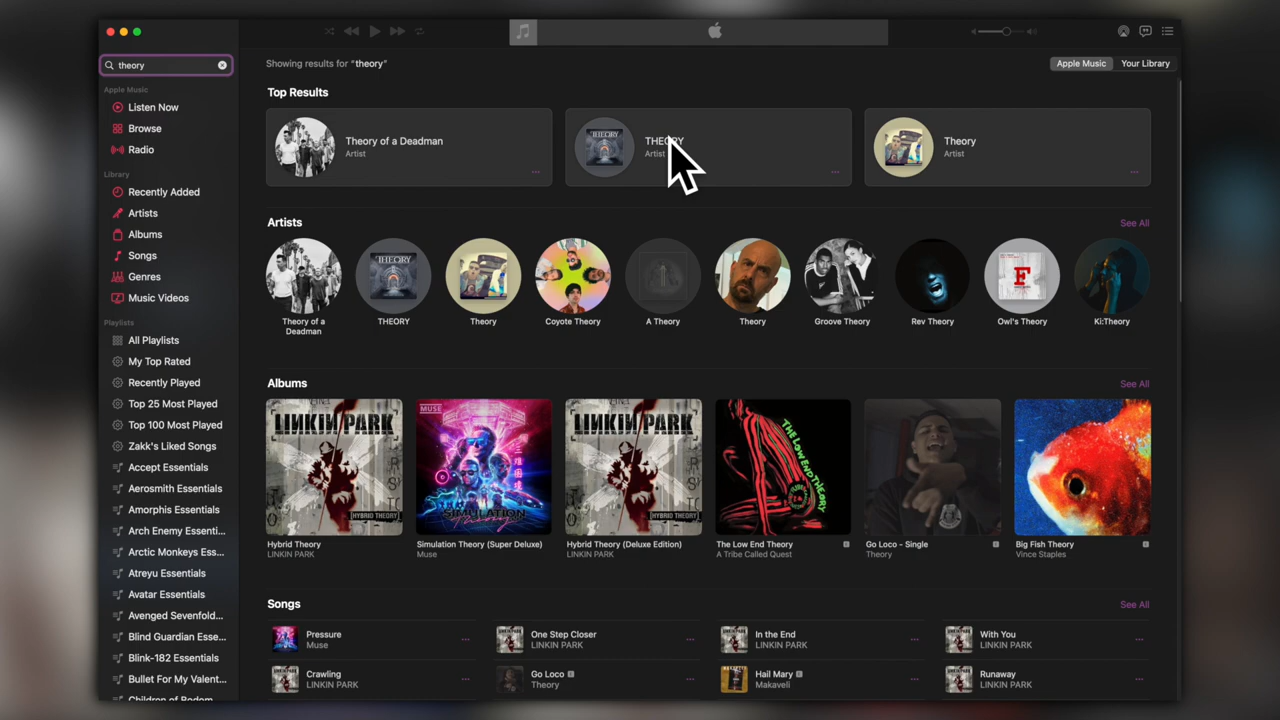 theory
Apple Music
Listen Now
Browse
Radio
Library
Recently Added
Artists
Albums
Songs
Genres
Music Videos
Playlists
All Playlists
My Top Rated
Recently Played
Top 25 Most Played
Top 100 Most Played
Zakk's Liked Songs
Accept Essentials
Aerosmith Essentials
Amorphis Essentials
Arch Enemy Essenti...
Arctic Monkeys Ess...
Atreyu Essentials
Avatar Essentials
Avenged Sevenfold...
Blind Guardian Esse...
Blink-182 Essentials
Bullet For My Valent...
Children of Bodom
Showing results for "theory"
Apple Music
Your Library
Top Results
Theory of a Deadman
Artist
THEORY
THEORY
Artist
Theory
Artist
Artists
See All
Theory of a
Deadman
THEORY
THEORY
Theory
Coyote Theory
A Theory
Theory
Groove Theory
Rev Theory
F
Owl's Theory
Ki:Theory
Albums
See All
LINKIN PARK
[HYBRID THEORY]
Hybrid Theory
LINKIN PARK
MUSE
SIMULATION
THEORY
Simulation Theory (Super Deluxe)
Muse
LINKIN PARK
[HYBRID THEORY]
Hybrid Theory (Deluxe Edition)
LINKIN PARK
THE LOW END THEORY
The Low End Theory
A Tribe Called Quest
Go Loco - Single
Theory
Big Fish Theory
Vince Staples
Songs
See All
Pressure
Muse
One Step Closer
LINKIN PARK
In the End
LINKIN PARK
With You
LINKIN PARK
Crawling
LINKIN PARK
Go Loco
Theory
Hail Mary
Makaveli
Runaway
LINKIN PARK